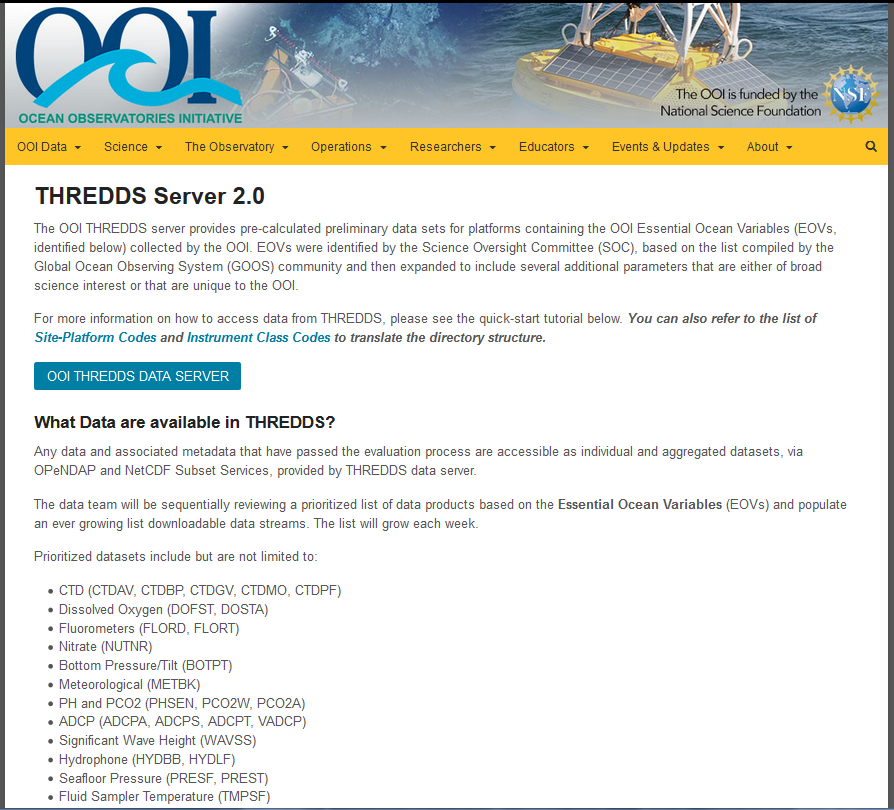 OOI
OCEAN OBSERVATORIES INITIATIVE
The OOI is funded by the
National Science Foundation
NSF
OOI Data
Science
The Observatory
Operations
Researchers
Educators
Events & Updates
About
THREDDS Server 2.0
The OOI THREDDS server provides pre-calculated preliminary data sets for platforms containing the OOI Essential Ocean Variables (EOVs,
identified below) collected by the OOI. EOVs were identified by the Science Oversight Committee (SOC), based on the list compiled by the
Global Ocean Observing System (GOOS) community and then expanded to include several additional parameters that are either of broad
science interest or that are unique to the OOI.
For more information on how to access data from THREDDS, please see the quick-start tutorial below. You can also refer to the list of
Site-Platform Codes and Instrument Class Codes to translate the directory structure.
OOI THREDDS DATA SERVER
What Data are available in THREDDS?
Any data and associated metadata that have passed the evaluation process are accessible as individual and aggregated datasets, via
OPeNDAP and NetCDF Subset Services, provided by THREDDS data server.
The data team will be sequentially reviewing a prioritized list of data products based on the Essential Ocean Variables (EOVs) and populate
an ever growing list downloadable data streams. The list will grow each week.
Prioritized datasets include but are not limited to:
• CTD (CTDAV, CTDBP, CTDGV, CTDMO, CTDPF)
• Dissolved Oxygen (DOFST, DOSTA)
• Fluorometers (FLORD, FLORT)
• Nitrate (NUTNR)
• Bottom Pressure/Tilt (BOTPT)
• Meteorological (METBK)
• PH and PCO2 (PHSEN, PCO2W, PCO2A)
• ADCP (ADCPA, ADCPS, ADCPT, VADCP)
• Significant Wave Height (WAVSS)
• Hydrophone (HYDBB, HYDLF)
• Seafloor Pressure (PRESF, PREST)
• Fluid Sampler Temperature (TMPSF)